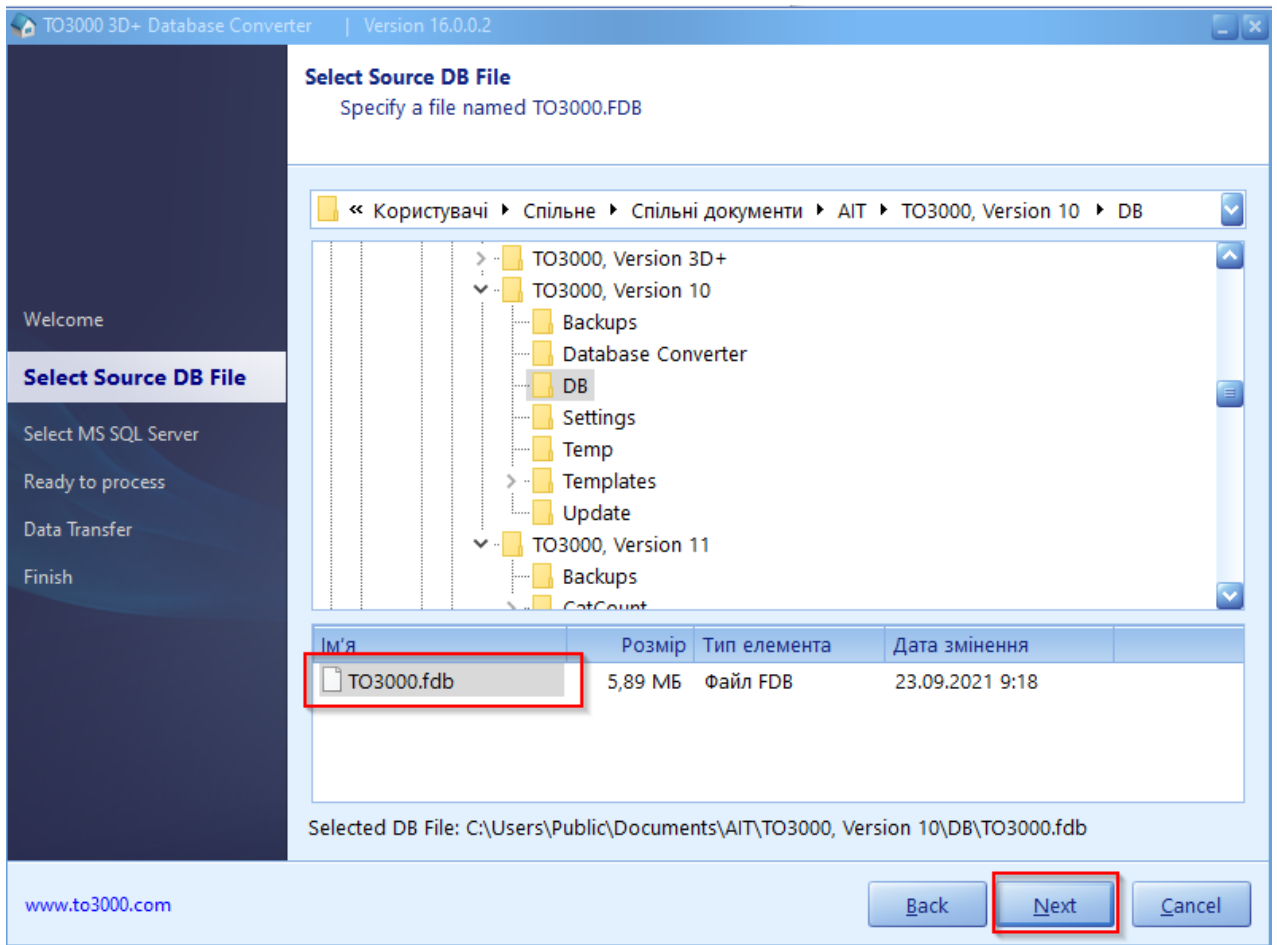 TO3000 3D+ Database Converter | Version 16.0.0.2
Select Source DB File
Specify a file named TO3000.FDB
« Користувачі Спільне Спільні документи AIT TO3000, Version 10 DB
TO3000, Version 3D+
TO3000, Version 10
Backups
Database Converter
DB
Settings
Temp
Templates
Update
TO3000, Version 11
Backups
CatCount
Welcome
Select Source DB File
Select MS SQL Server
Ready to process
Data Transfer
Finish
Ім'я Розмір Тип елемента Дата змінення
TO3000.fdb 5,89 МБ Файл FDB 23.09.2021 9:18
Selected DB File: C:\Users\Public\Documents\AIT\TO3000, Version 10\DB\TO3000.fdb
www.to3000.com
Back Next Cancel